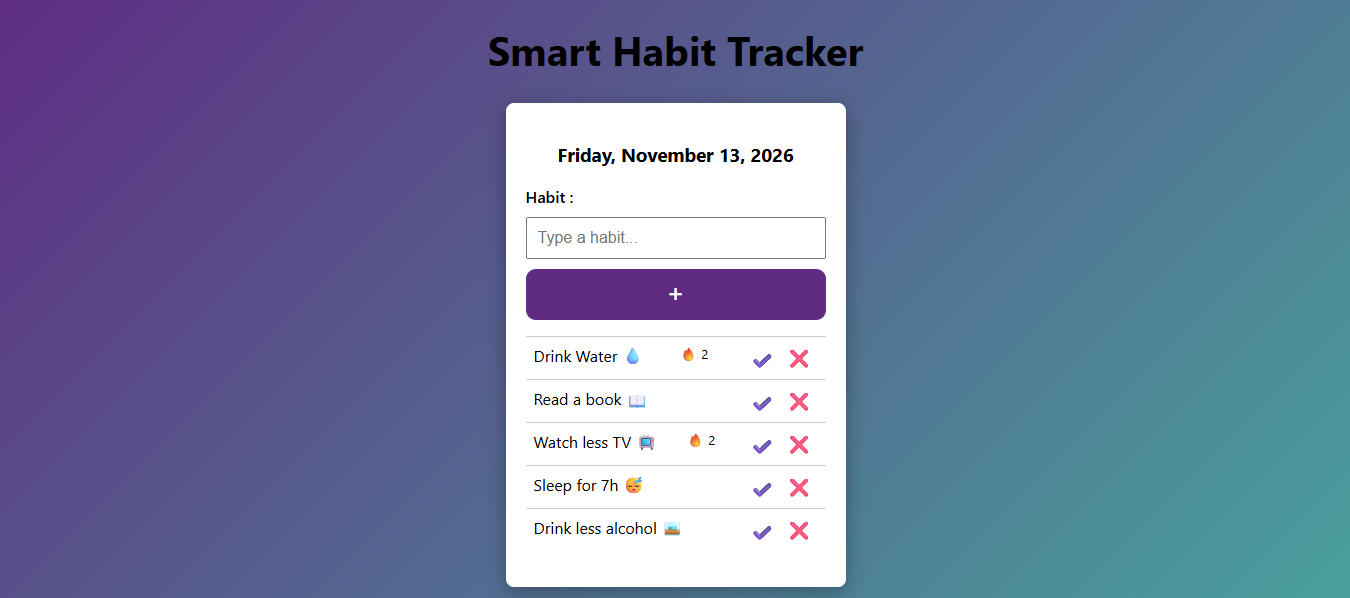 Smart Habit Tracker
Friday, November 13, 2026
Habit :
Type a habit...
+
Drink Water 💧 🔥 2
Read a book 📖
Watch less TV 📺 🔥 2
Sleep for 7h 😴
Drink less alcohol